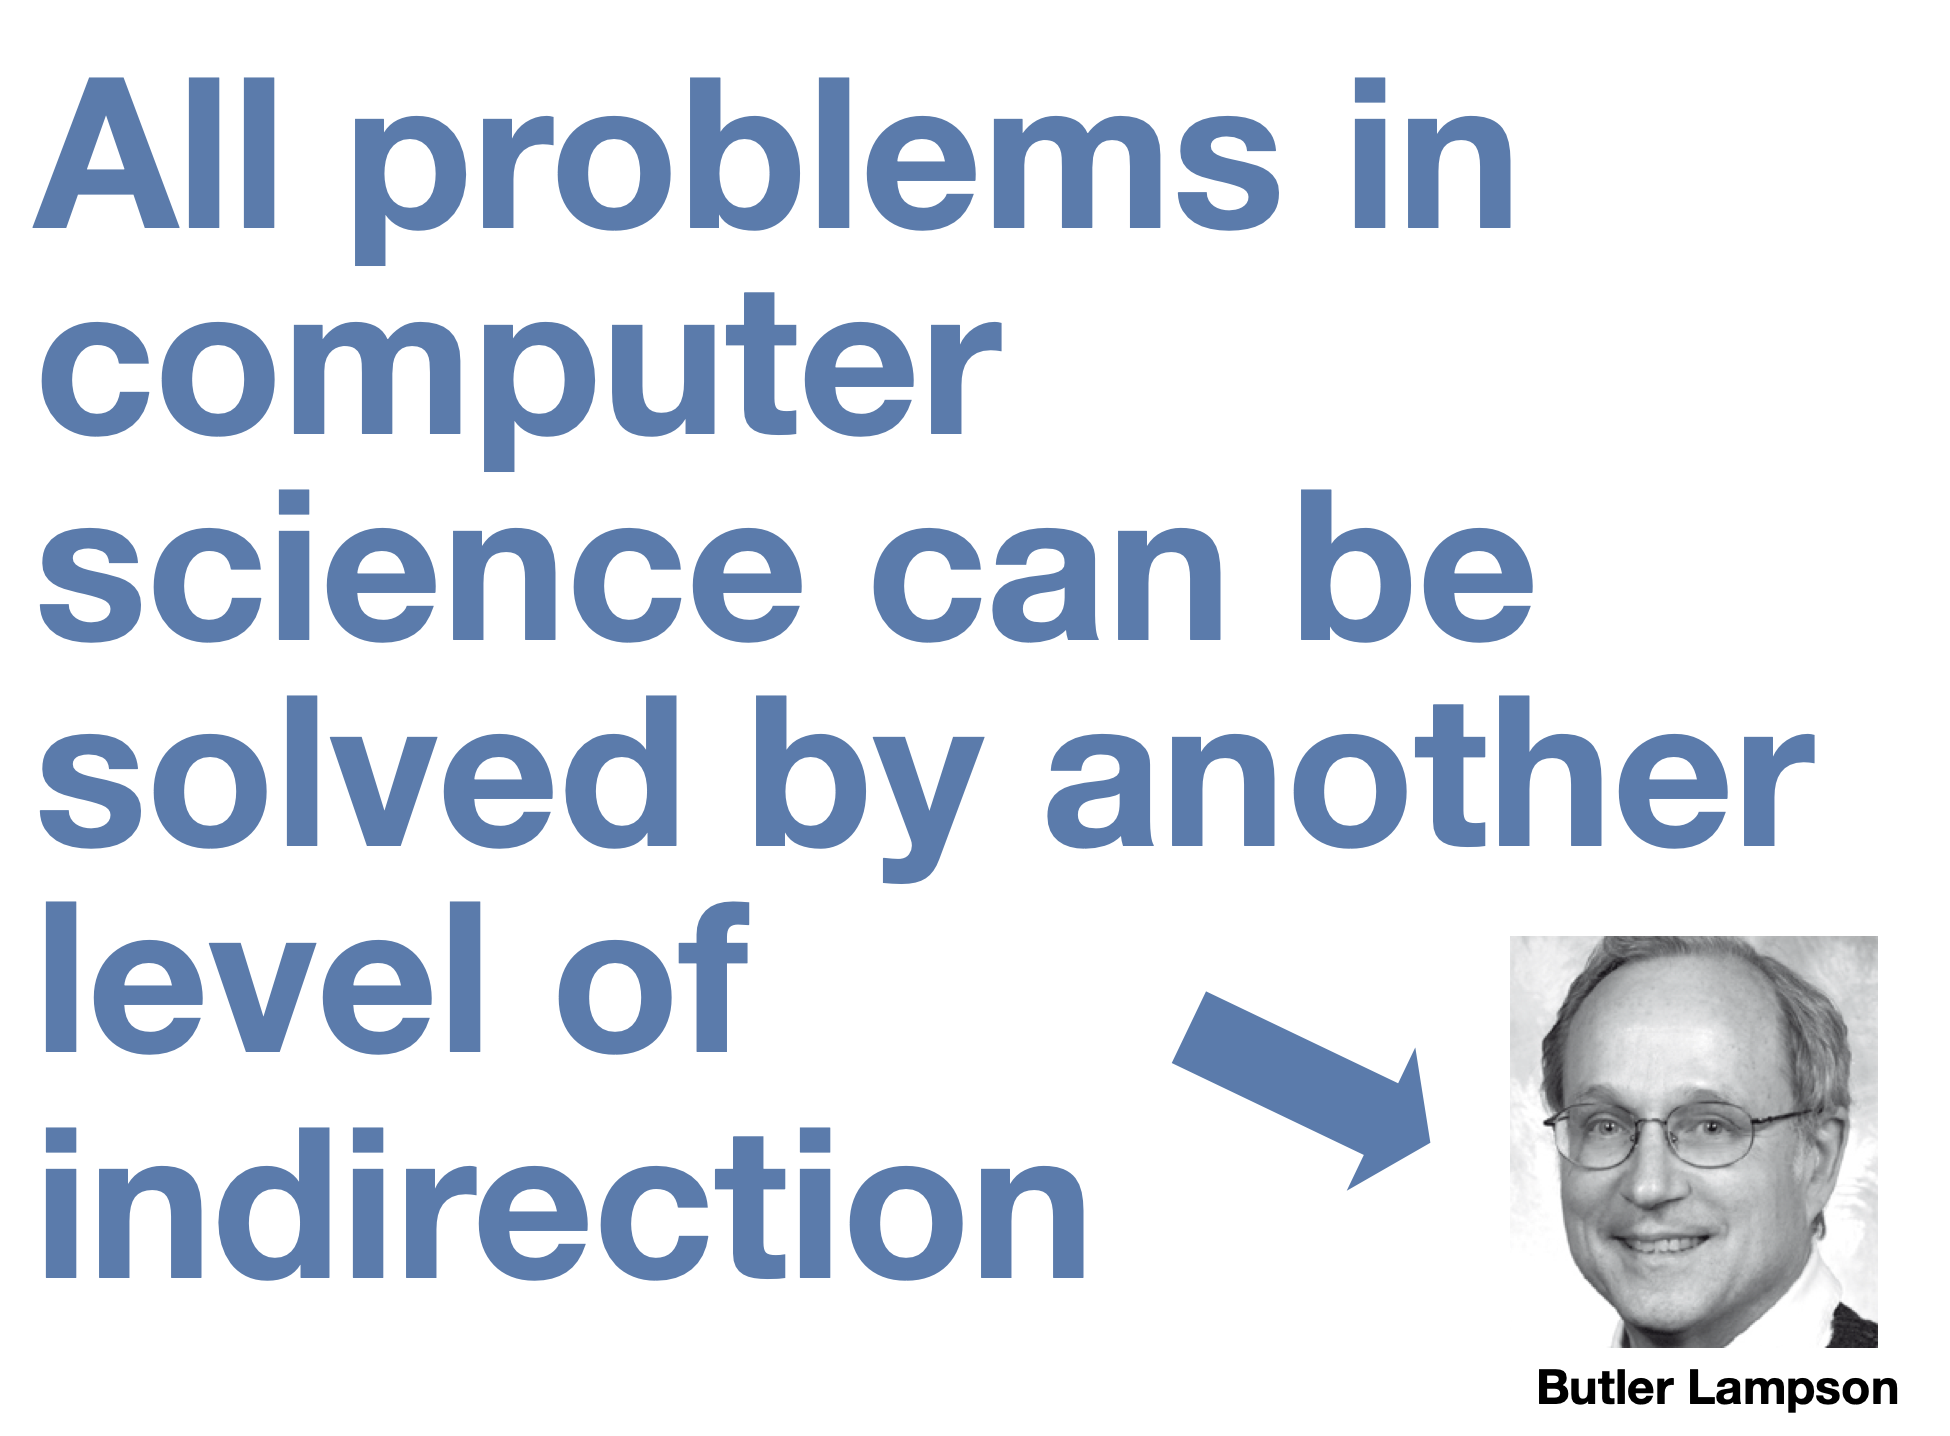 All problems in
computer
science can be
solved by another
level of
indirection
Butler Lampson